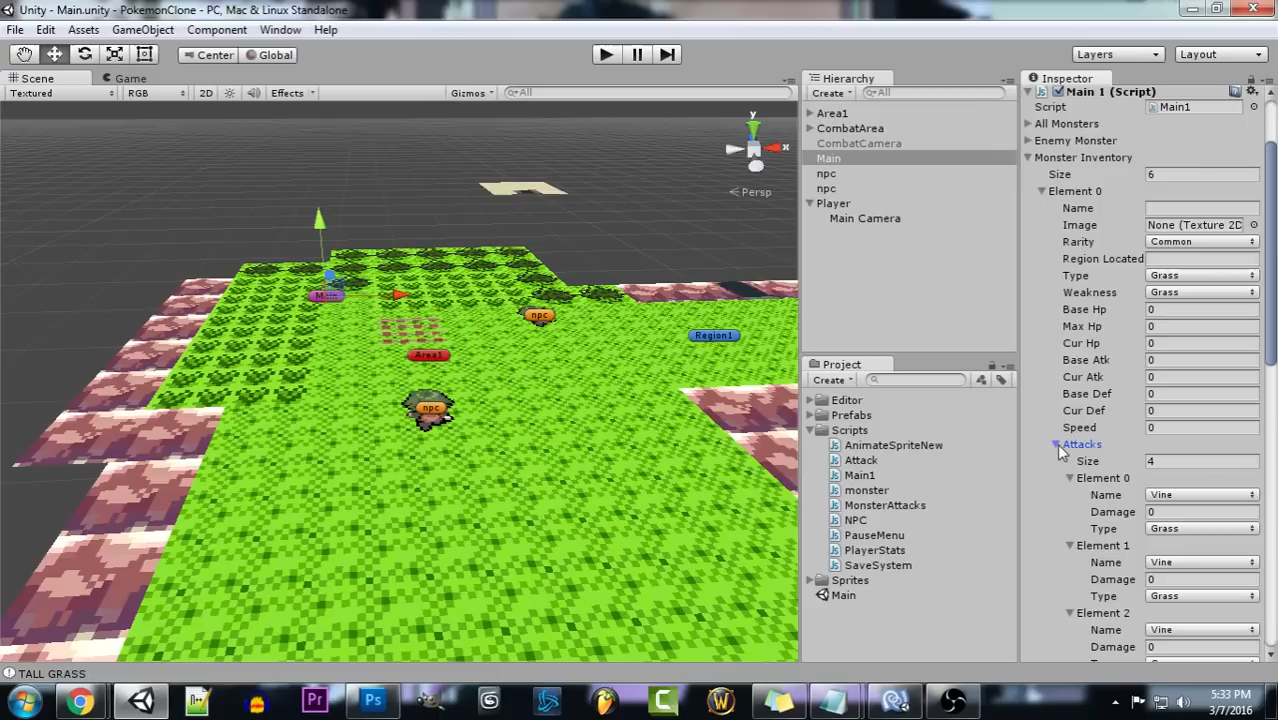 Unity - Main.unity - PokemonClone - PC, Mac & Linux Standalone
File Edit Assets GameObject Component Window Help
Center Global Layers Layout
Scene Game
Textured RGB 2D Effects Gizmos All
y
x
Persp
Main
npc
Region1
Area1
npc
Hierarchy
Create All
Area1
CombatArea
CombatCamera
Main
npc
npc
Player
Main Camera
Project
Create
Editor
Prefabs
Scripts
AnimateSpriteNew
Attack
Main1
monster
MonsterAttacks
NPC
PauseMenu
PlayerStats
SaveSystem
Sprites
Main
Inspector
Main 1 (Script)
Script Main1
All Monsters
Enemy Monster
Monster Inventory
Size 6
Element 0
Name
Image None (Texture 2D
Rarity Common
Region Located
Type Grass
Weakness Grass
Base Hp 0
Max Hp 0
Cur Hp 0
Base Atk 0
Cur Atk 0
Base Def 0
Cur Def 0
Speed 0
Attacks
Size 4
Element 0
Name Vine
Damage 0
Type Grass
Element 1
Name Vine
Damage 0
Type Grass
Element 2
Name Vine
Damage 0
TALL GRASS
Pr Ps
5:33 PM
3/7/2016